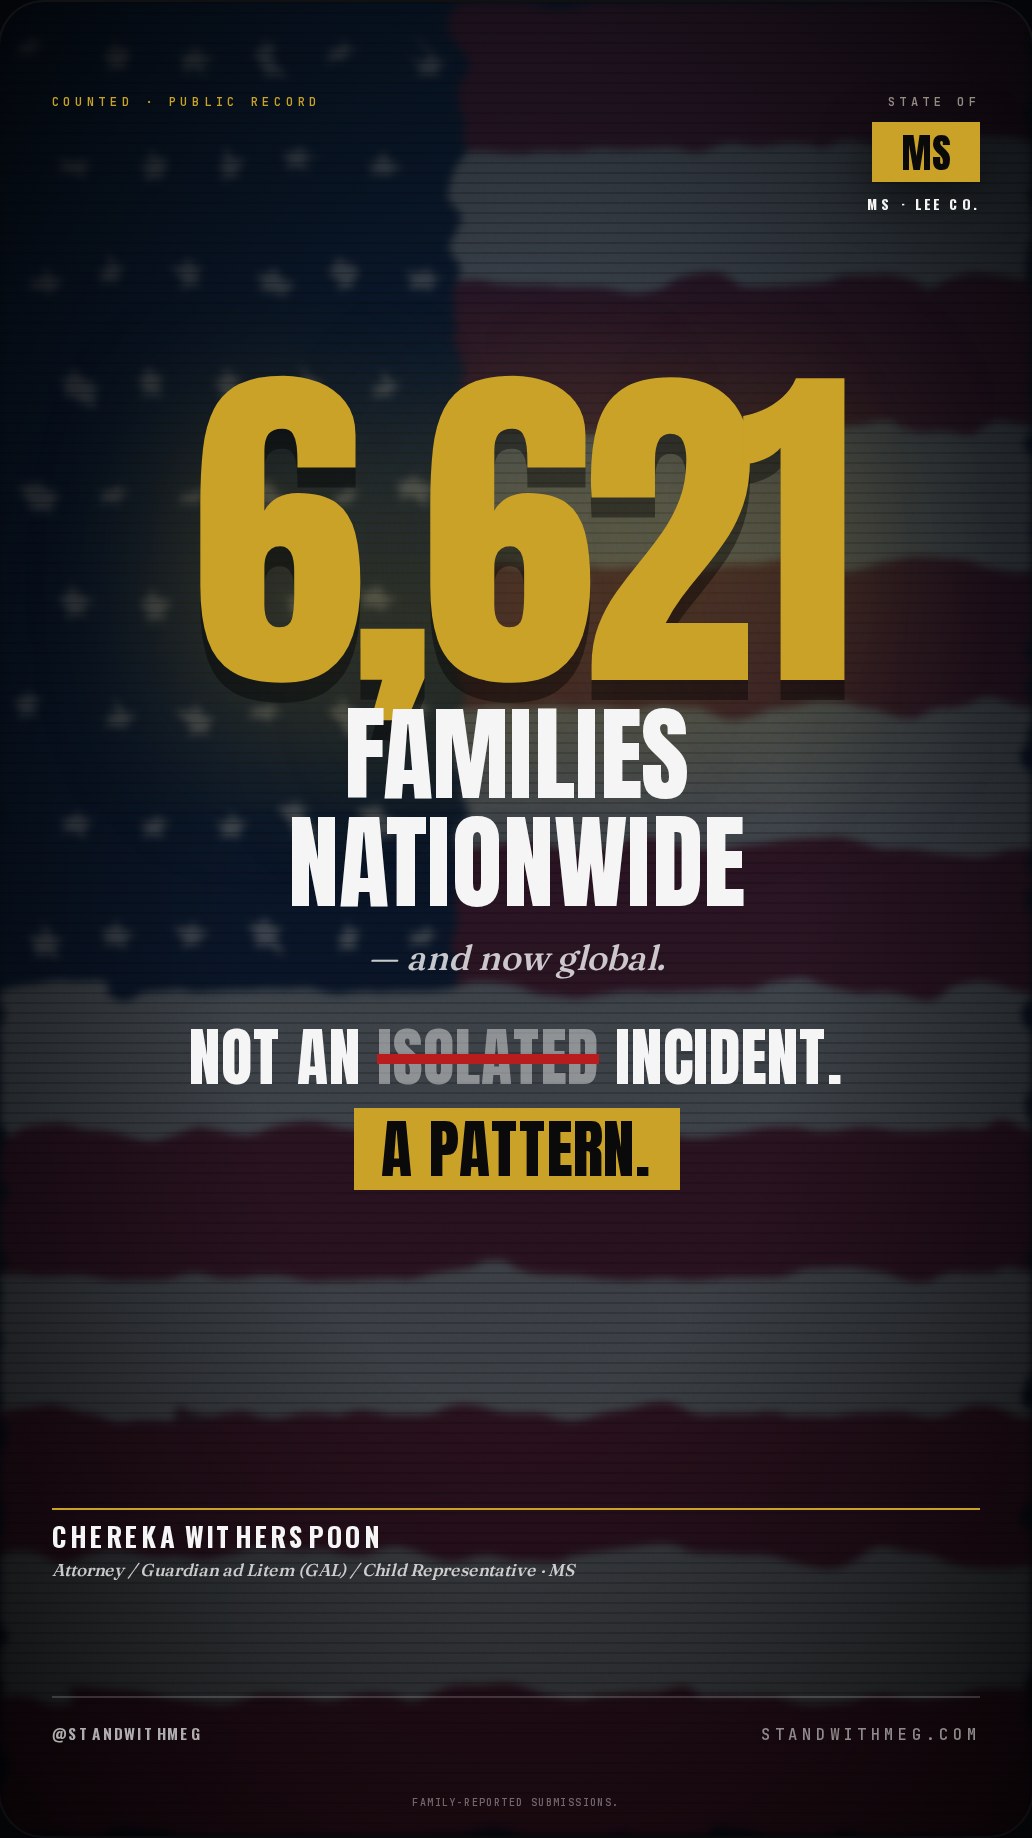 COUNTED · PUBLIC RECORD
STATE OF
MS
MS · LEE CO.
6,621
FAMILIES
NATIONWIDE
— and now global.
NOT AN ISOLATED INCIDENT.
A PATTERN.
CHEREKA WITHERSPOON
Attorney / Guardian ad Litem (GAL) / Child Representative · MS
@STANDWITHMEG
STANDWITHMEG.COM
FAMILY-REPORTED SUBMISSIONS.